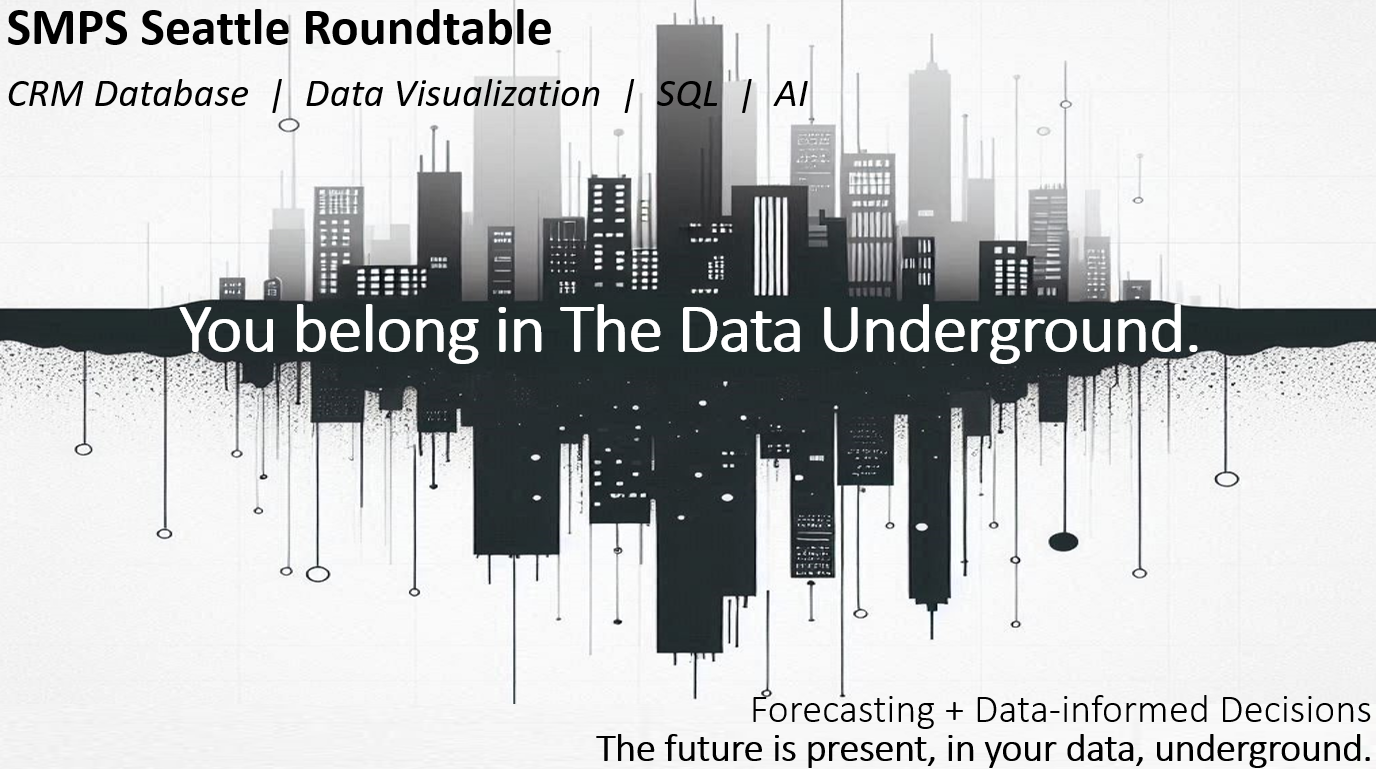 SMPS Seattle Roundtable
CRM Database | Data Visualization | SQL | AI
You belong in The Data Underground.
Forecasting + Data-informed Decisions
The future is present, in your data, underground.